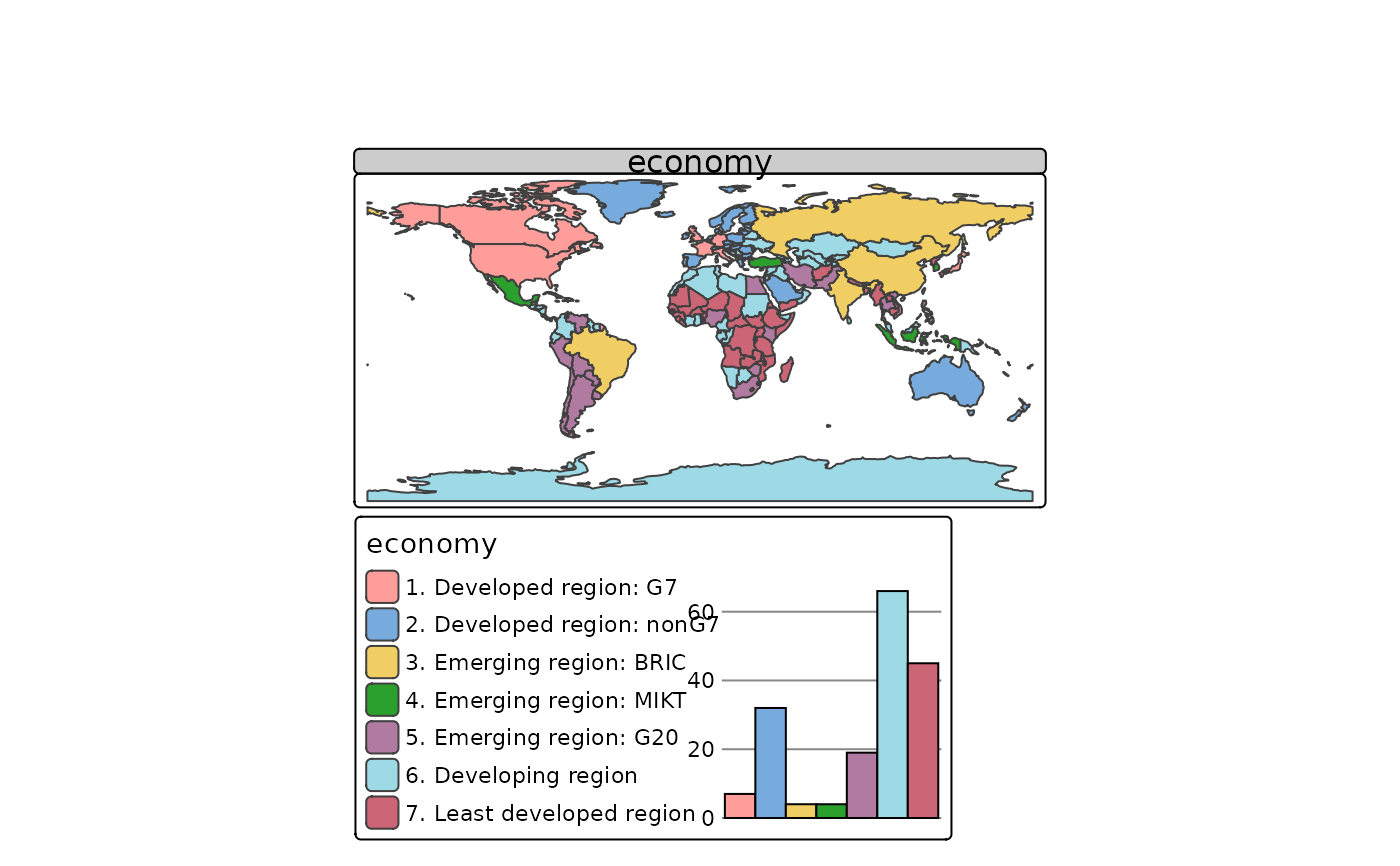 economy
economy
1. Developed region: G7
2. Developed region: nonG7
3. Emerging region: BRIC
4. Emerging region: MIKT
5. Emerging region: G20
6. Developing region
7. Least developed region
60
40
20
0